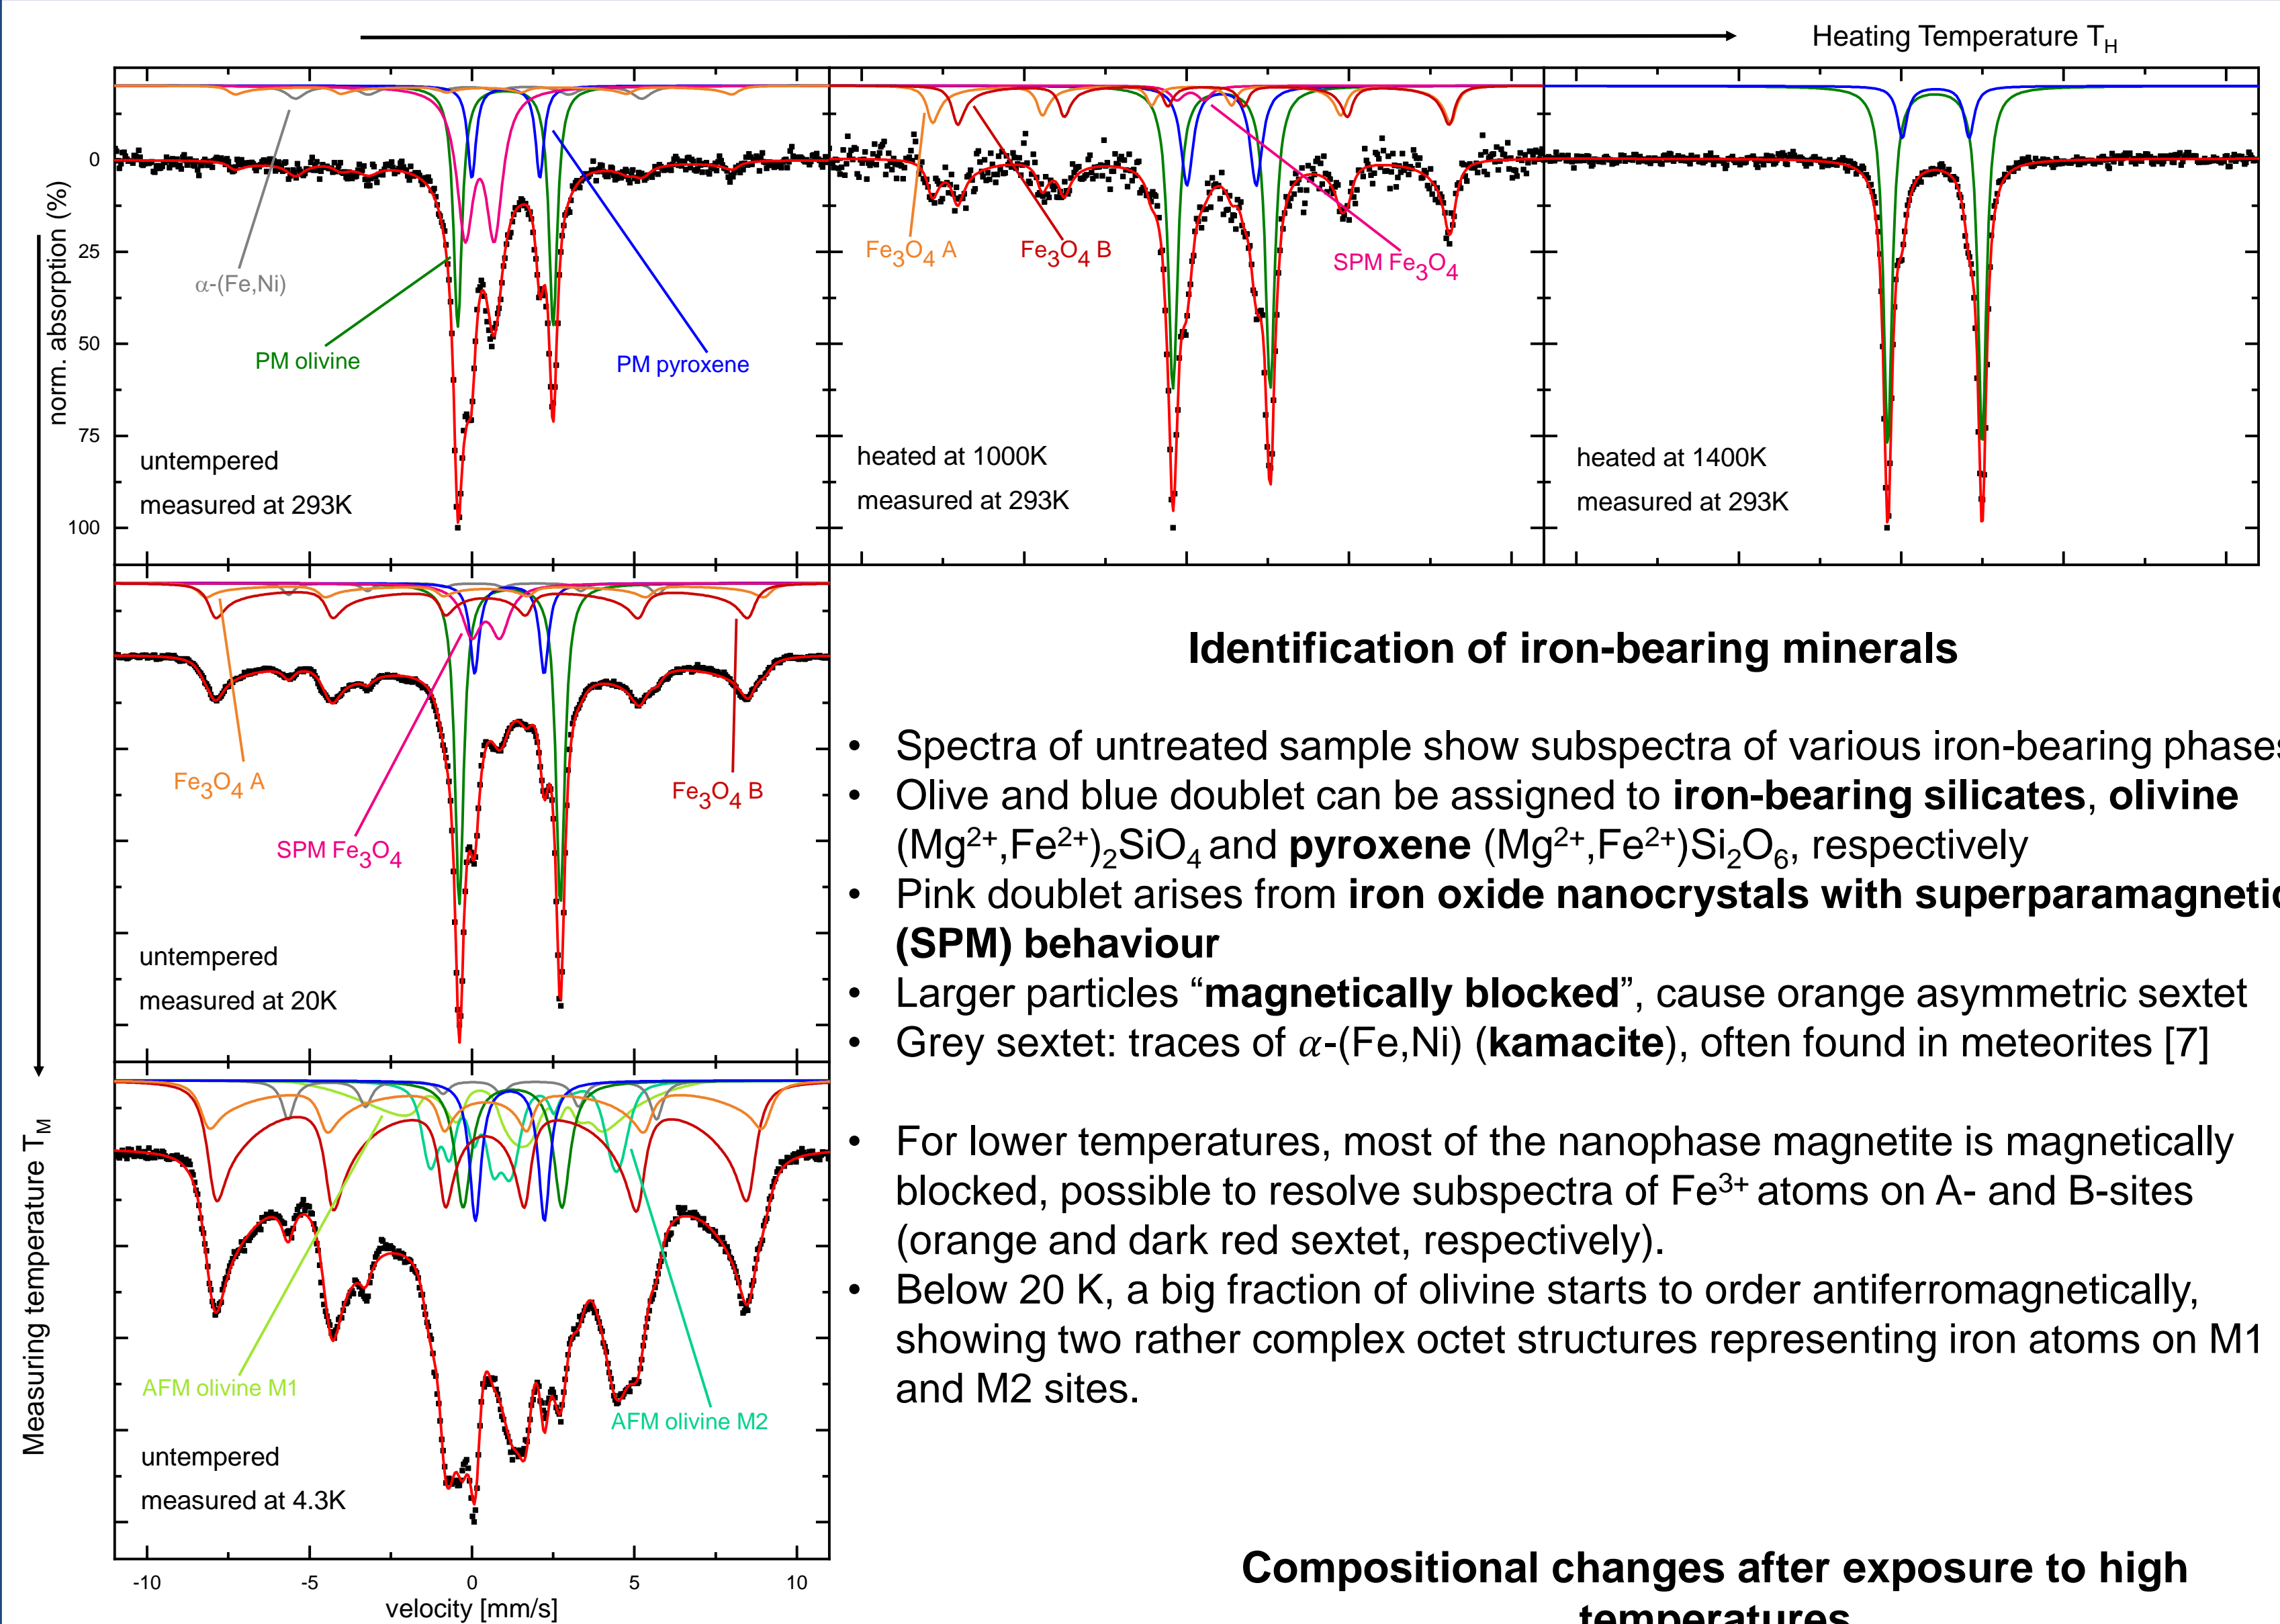 Heating Temperature T_H
norm. absorption (%)
0
25
50
75
100
α-(Fe,Ni)
PM olivine
PM pyroxene
untempered
measured at 293K
Fe3O4 A
Fe3O4 B
SPM Fe3O4
heated at 1000K
measured at 293K
heated at 1400K
measured at 293K
Fe3O4 A
SPM Fe3O4
Fe3O4 B
untempered
measured at 20K
Measuring temperature T_M
AFM olivine M1
AFM olivine M2
untempered
measured at 4.3K
-10 -5 0 5 10
velocity [mm/s]
Identification of iron-bearing minerals
• Spectra of untreated sample show subspectra of various iron-bearing phases
• Olive and blue doublet can be assigned to iron-bearing silicates, olivine
(Mg²⁺,Fe²⁺)₂SiO₄ and pyroxene (Mg²⁺,Fe²⁺)Si₂O₆, respectively
• Pink doublet arises from iron oxide nanocrystals with superparamagnetic
(SPM) behaviour
• Larger particles “magnetically blocked”, cause orange asymmetric sextet
• Grey sextet: traces of α-(Fe,Ni) (kamacite), often found in meteorites [7]
• For lower temperatures, most of the nanophase magnetite is magnetically
blocked, possible to resolve subspectra of Fe³⁺ atoms on A- and B-sites
(orange and dark red sextet, respectively).
• Below 20 K, a big fraction of olivine starts to order antiferromagnetically,
showing two rather complex octet structures representing iron atoms on M1
and M2 sites.
Compositional changes after exposure to high
temperatures